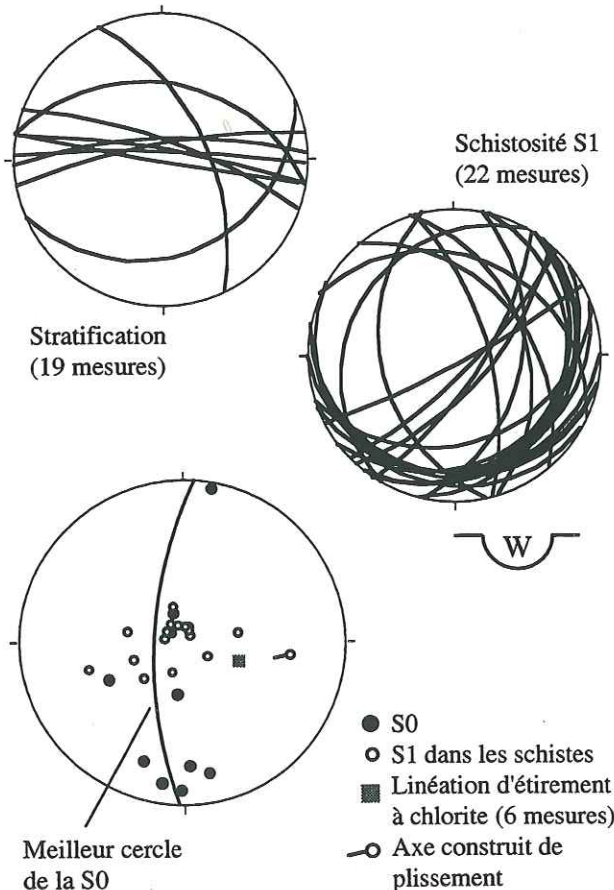 Schistosité S1
(22 mesures)
Stratification
(19 mesures)
W
S0
S1 dans les schistes
Linéation d'étirement
à chlorite (6 mesures)
Axe construit de
plissement
Meilleur cercle
de la S0